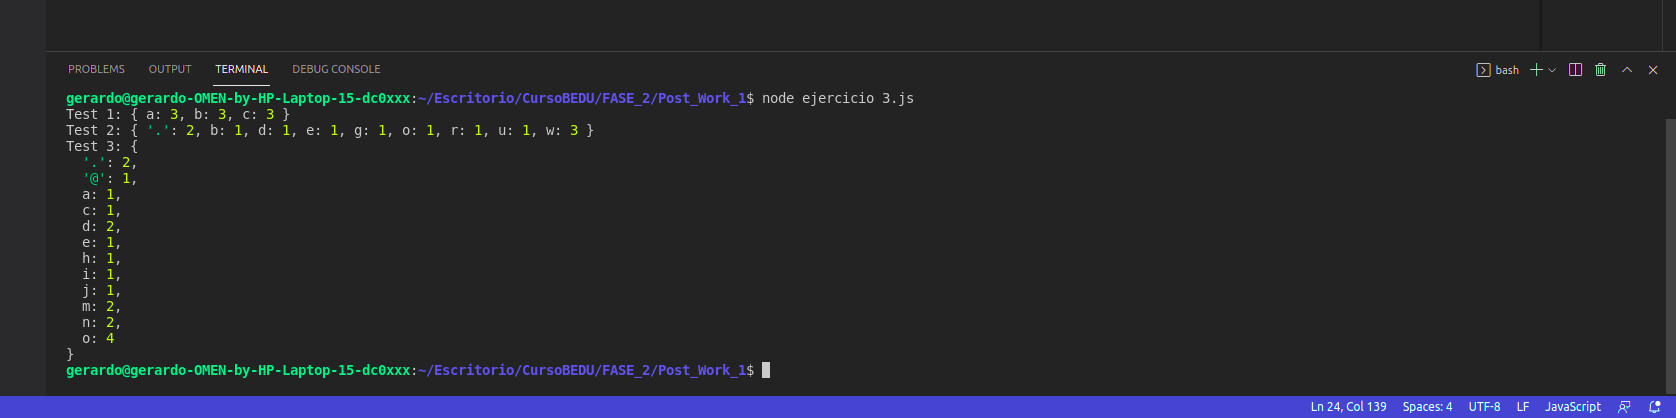 PROBLEMS OUTPUT TERMINAL DEBUG CONSOLE bash
gerardo@gerardo-OMEN-by-HP-Laptop-15-dc0xxx:~/Escritorio/CursoBEDU/FASE_2/Post_Work_1$ node ejercicio 3.js
Test 1: { a: 3, b: 3, c: 3 }
Test 2: { '.': 2, b: 1, d: 1, e: 1, g: 1, o: 1, r: 1, u: 1, w: 3 }
Test 3: {
  '.': 2,
  '@': 1,
  a: 1,
  c: 1,
  d: 2,
  e: 1,
  h: 1,
  i: 1,
  j: 1,
  m: 2,
  n: 2,
  o: 4
}
gerardo@gerardo-OMEN-by-HP-Laptop-15-dc0xxx:~/Escritorio/CursoBEDU/FASE_2/Post_Work_1$
Ln 24, Col 139 Spaces: 4 UTF-8 LF JavaScript